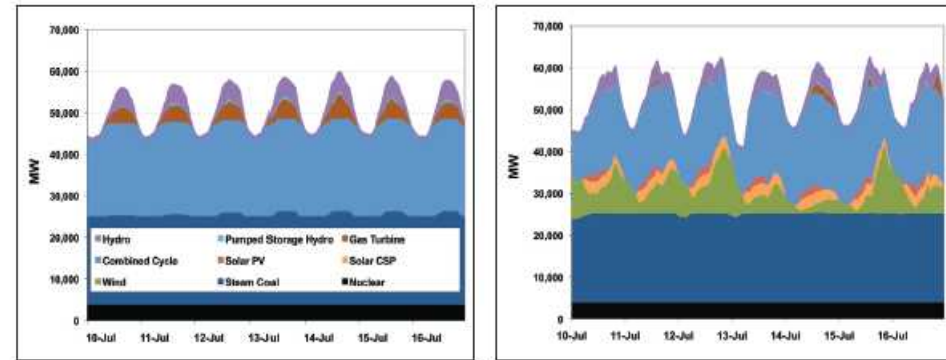 70,000
60,000
50,000
40,000
30,000
20,000
10,000
0
MW
Hydro
Pumped Storage Hydro
Gas Turbine
Combined Cycle
Solar PV
Solar CSP
Wind
Steam Coal
Nuclear
10-Jul 11-Jul 12-Jul 13-Jul 14-Jul 15-Jul 16-Jul
70,000
60,000
50,000
40,000
30,000
20,000
10,000
0
MW
10-Jul 11-Jul 12-Jul 13-Jul 14-Jul 15-Jul 16-Jul